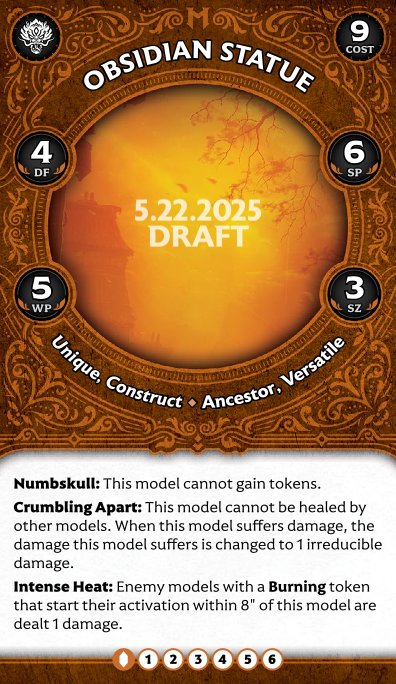 9
COST
OBSIDIAN STATUE
4
DF
6
SP
5.22.2025
DRAFT
5
WP
3
SZ
Unique, Construct ◆ Ancestor, Versatile
Numbskull: This model cannot gain tokens.
Crumbling Apart: This model cannot be healed by
other models. When this model suffers damage, the
damage this model suffers is changed to 1 irreducible
damage.
Intense Heat: Enemy models with a Burning token
that start their activation within 8" of this model are
dealt 1 damage.
1 2 3 4 5 6